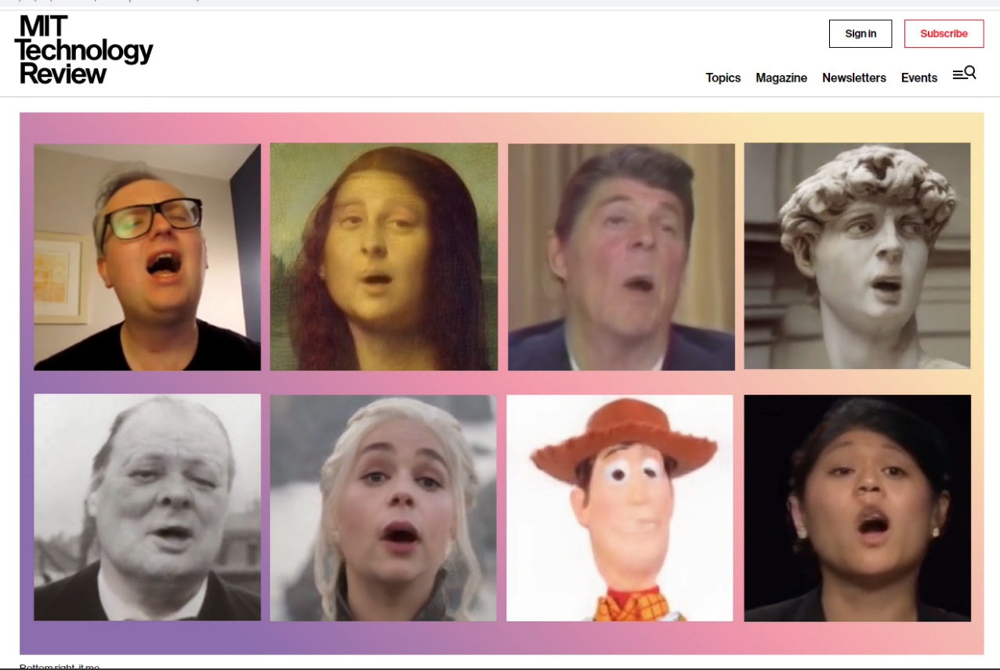 MIT
Technology
Review
Sign in
Subscribe
Topics
Magazine
Newsletters
Events
Bottom right, it me